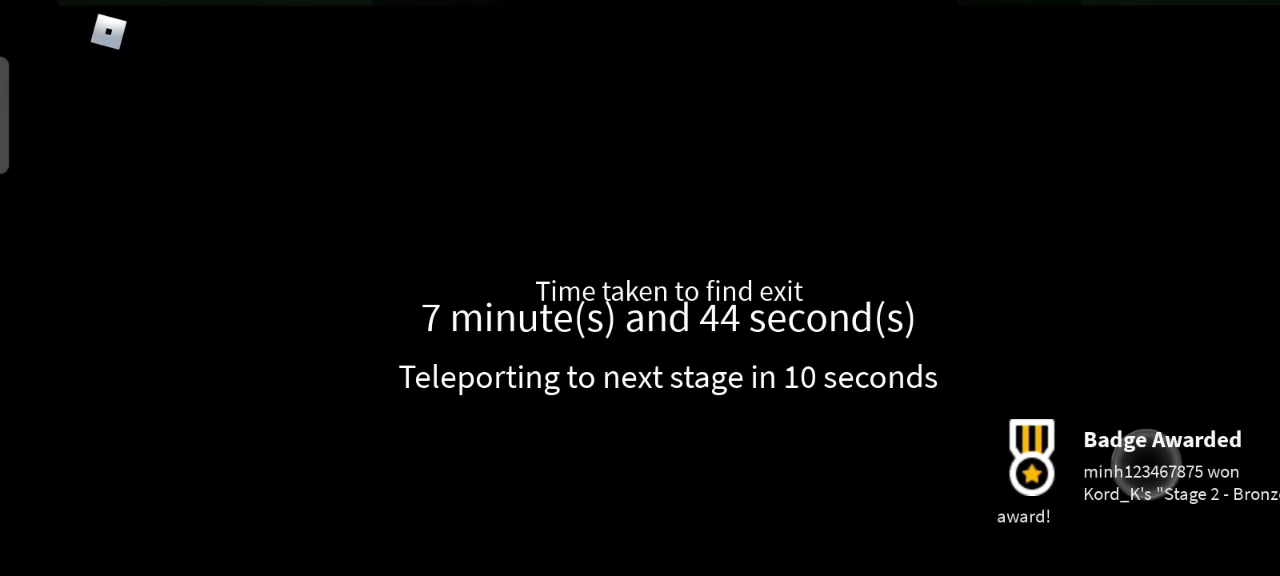 Time taken to find exit
7 minute(s) and 44 second(s)
Teleporting to next stage in 10 seconds
Badge Awarded
minh123467875 won
Kord_K's "Stage 2 - Bronze
award!